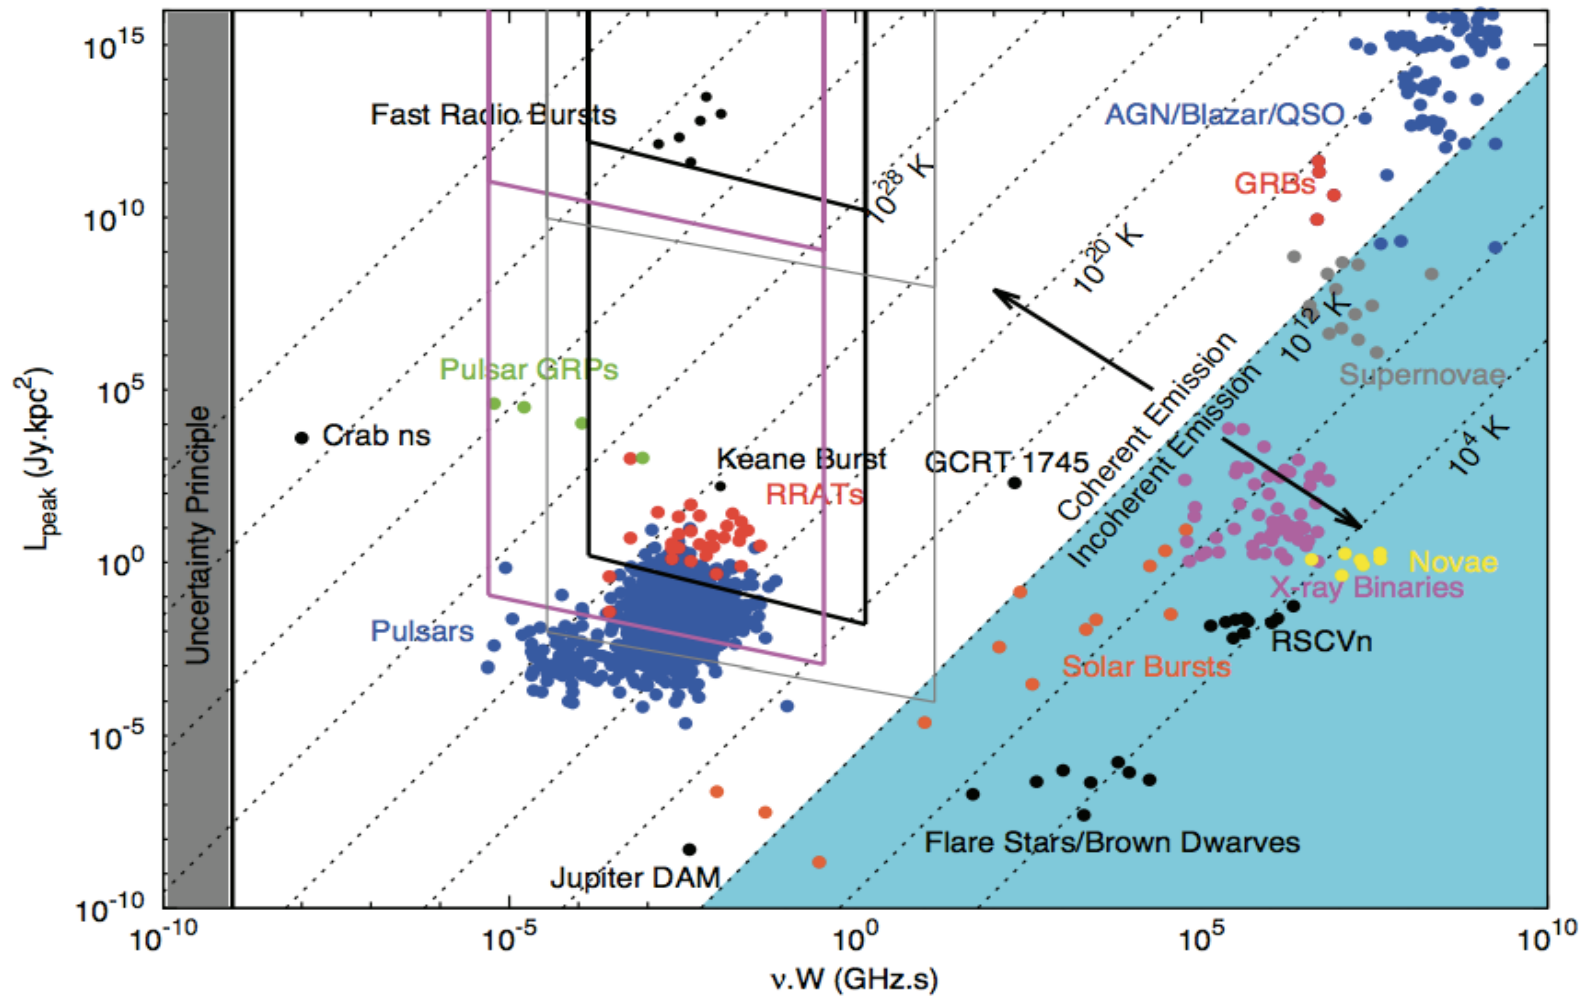 10^15
Fast Radio Bursts
AGN/Blazar/QSO
10^28 K
GRBs
10^10
10^20 K
10^12 K
Pulsar GRPs
Supernovae
10^5
Coherent Emission
Incoherent Emission
10^4 K
Crab ns
Keane Burst
GCRT 1745
RRATs
L_peak (Jy.kpc^2)
Uncertainty Principle
10^0
Novae
X-ray Binaries
Pulsars
RSCVn
Solar Bursts
10^-5
Flare Stars/Brown Dwarves
Jupiter DAM
10^-10
10^-10 10^-5 10^0 10^5 10^10
ν.W (GHz.s)